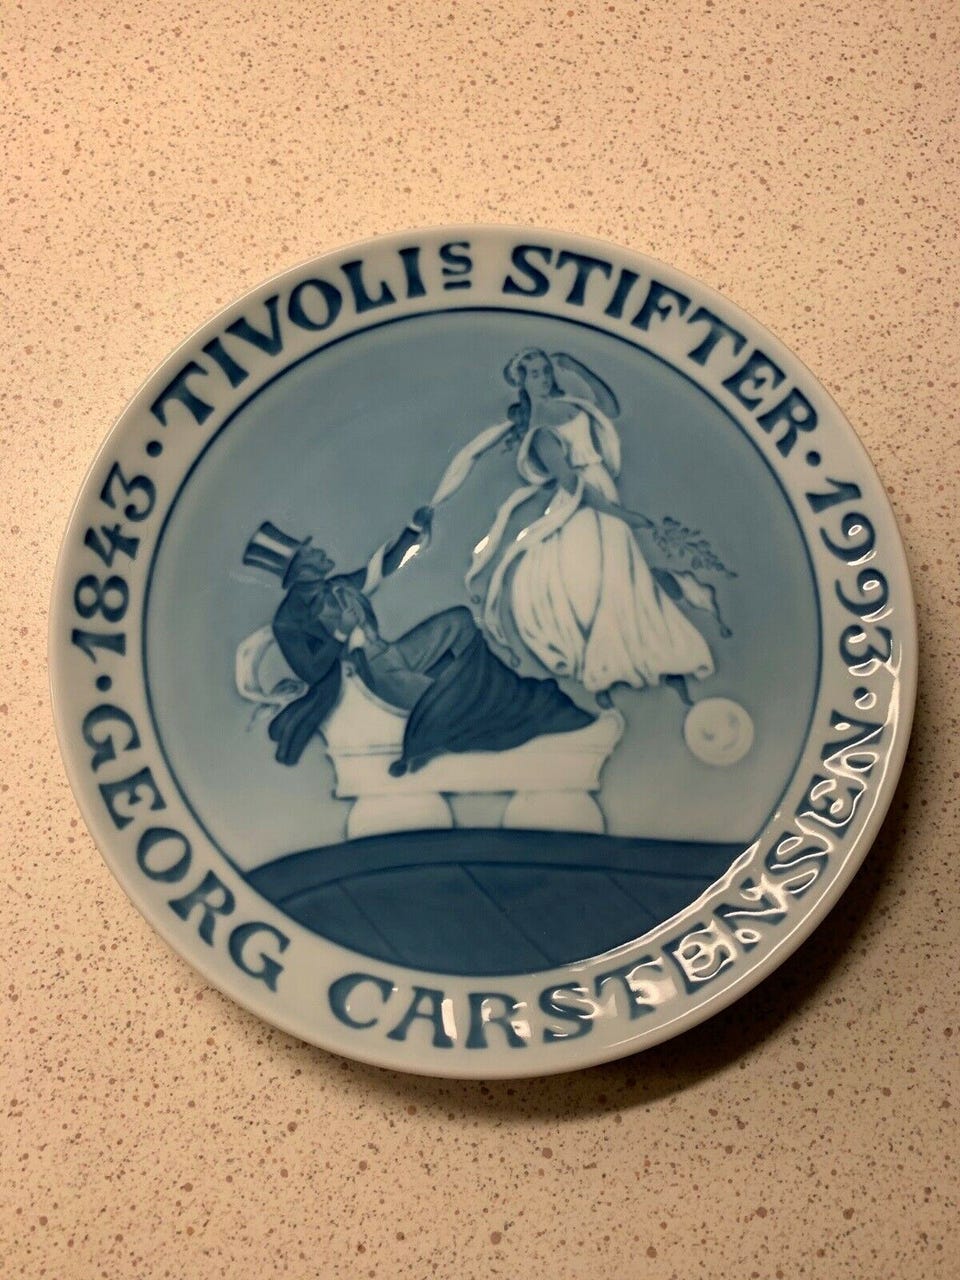 · 1843 · TIVOLIS STIFTER · 1993 ·
GEORG CARSTENSEN